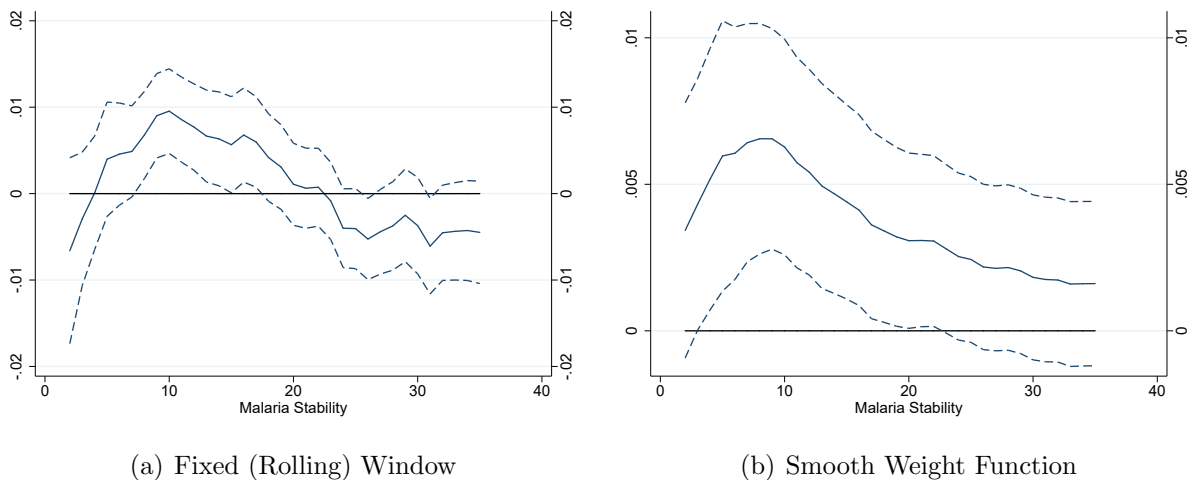 .02
.01
0
-.01
-.02
.02
.01
0
-.01
-.02
0 10 20 30 40
Malaria Stability
(a) Fixed (Rolling) Window
.01
.005
0
.01
.005
0
0 10 20 30 40
Malaria Stability
(b) Smooth Weight Function